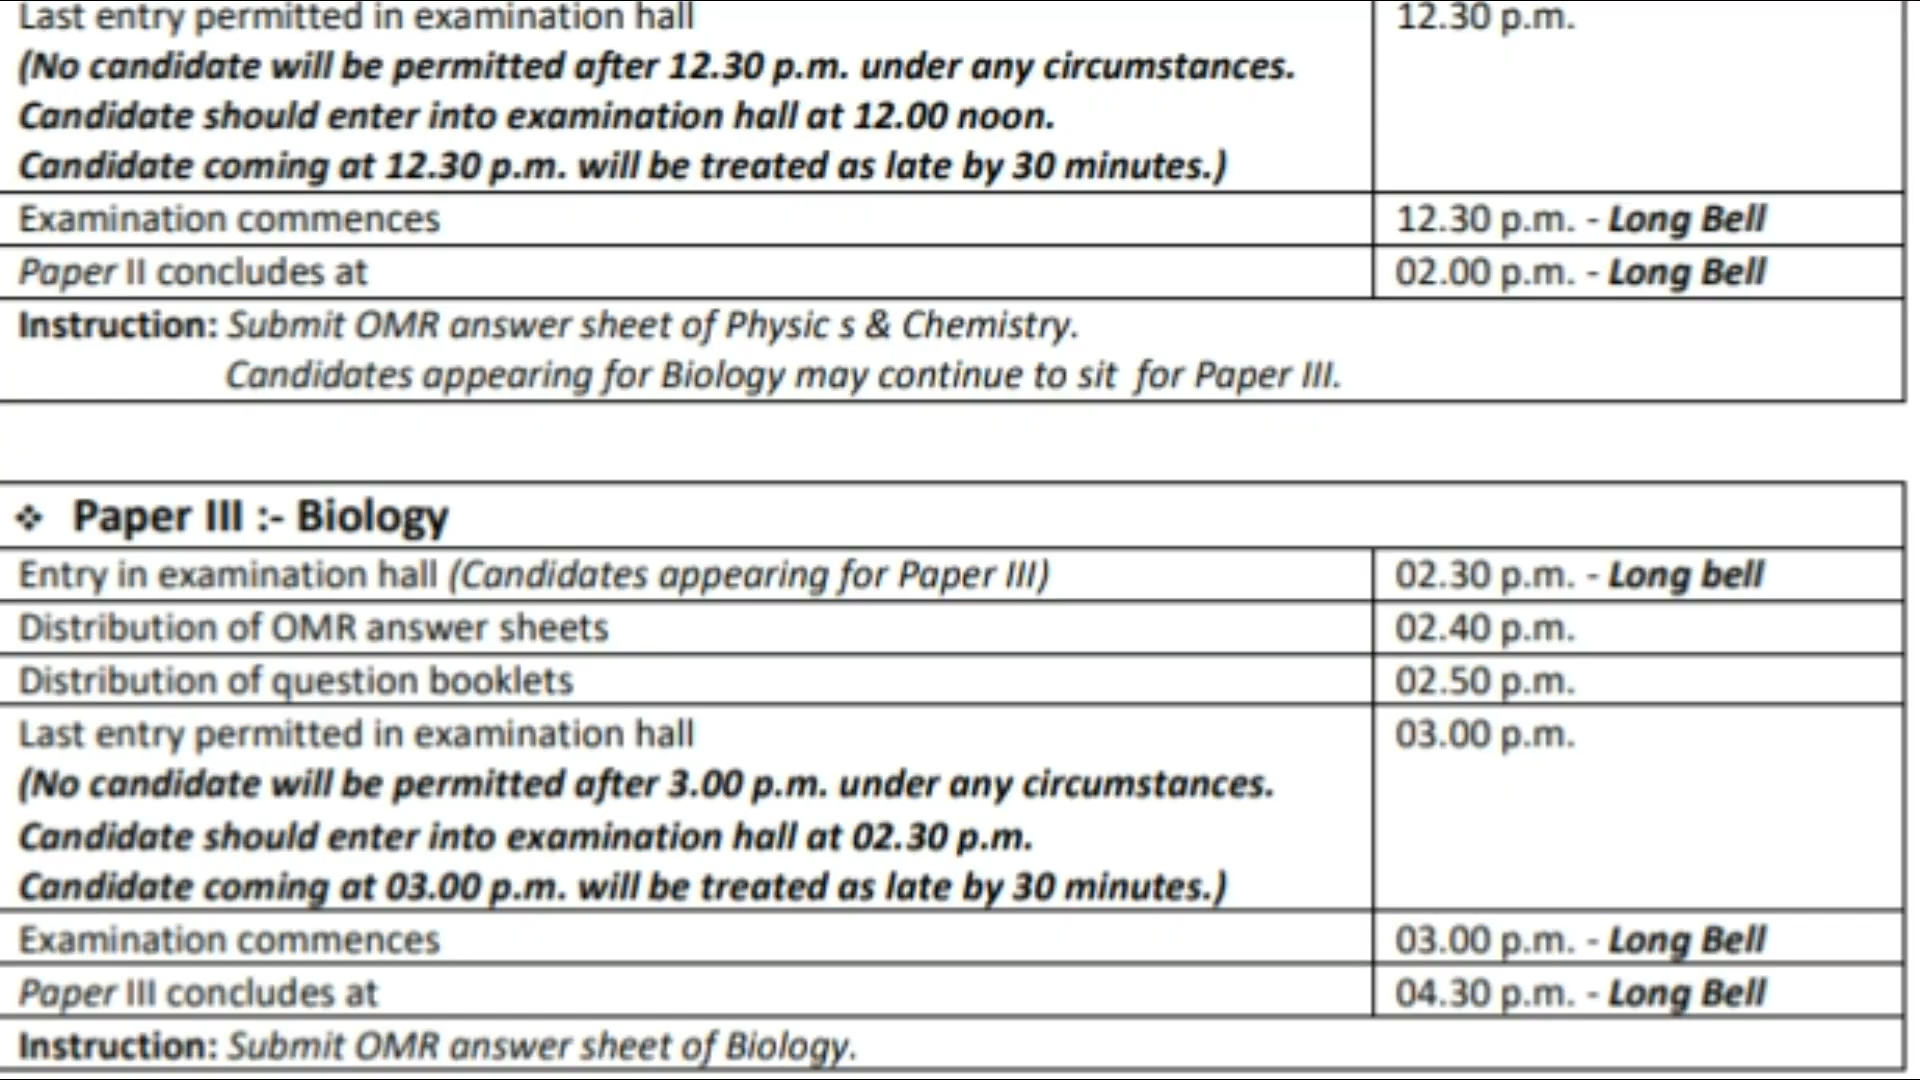 Last entry permitted in examination hall 12.30 p.m.
(No candidate will be permitted after 12.30 p.m. under any circumstances.
Candidate should enter into examination hall at 12.00 noon.
Candidate coming at 12.30 p.m. will be treated as late by 30 minutes.)
Examination commences 12.30 p.m. - Long Bell
Paper II concludes at 02.00 p.m. - Long Bell
Instruction: Submit OMR answer sheet of Physic s & Chemistry.
Candidates appearing for Biology may continue to sit for Paper III.
❖ Paper III :- Biology
Entry in examination hall (Candidates appearing for Paper III) 02.30 p.m. - Long bell
Distribution of OMR answer sheets 02.40 p.m.
Distribution of question booklets 02.50 p.m.
Last entry permitted in examination hall 03.00 p.m.
(No candidate will be permitted after 3.00 p.m. under any circumstances.
Candidate should enter into examination hall at 02.30 p.m.
Candidate coming at 03.00 p.m. will be treated as late by 30 minutes.)
Examination commences 03.00 p.m. - Long Bell
Paper III concludes at 04.30 p.m. - Long Bell
Instruction: Submit OMR answer sheet of Biology.